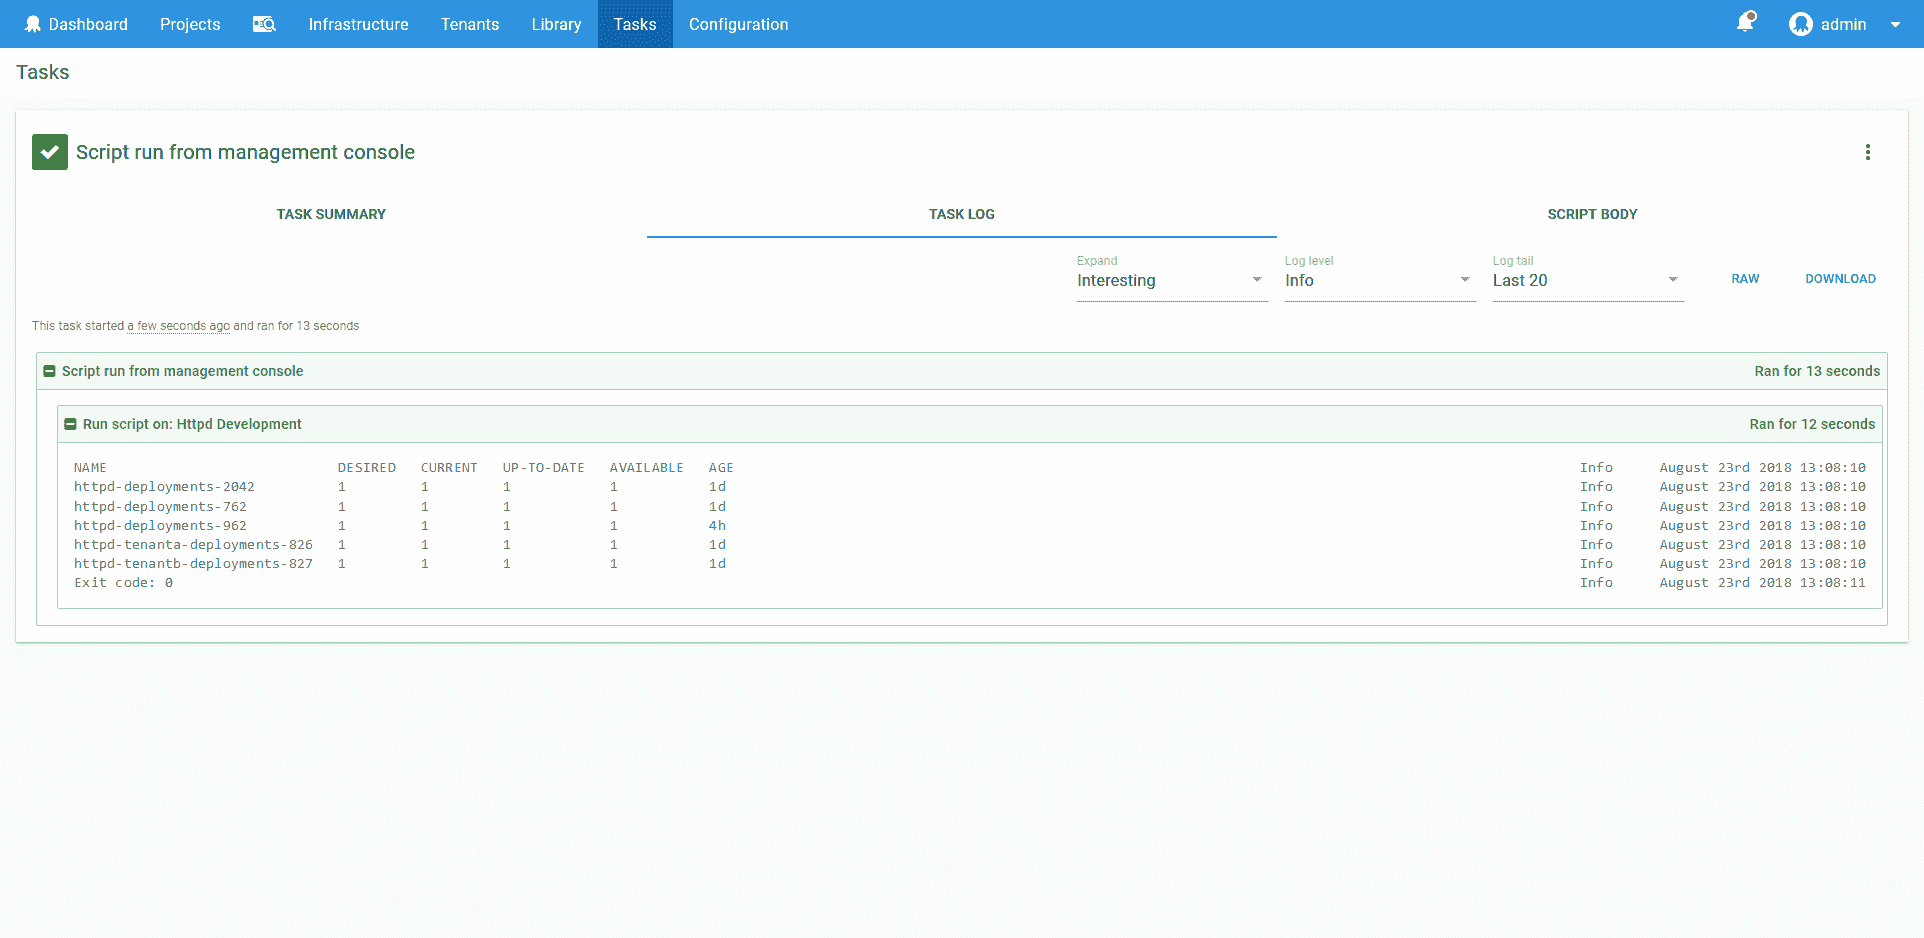 Dashboard Projects Infrastructure Tenants Library Tasks Configuration admin
Tasks
Script run from management console
TASK SUMMARY TASK LOG SCRIPT BODY
Expand Log level Log tail
Interesting Info Last 20 RAW DOWNLOAD
This task started a few seconds ago and ran for 13 seconds
Script run from management console Ran for 13 seconds
Run script on: Httpd Development Ran for 12 seconds
NAME DESIRED CURRENT UP-TO-DATE AVAILABLE AGE Info August 23rd 2018 13:08:10
httpd-deployments-2042 1 1 1 1 1d Info August 23rd 2018 13:08:10
httpd-deployments-762 1 1 1 1 1d Info August 23rd 2018 13:08:10
httpd-deployments-962 1 1 1 1 4h Info August 23rd 2018 13:08:10
httpd-tenanta-deployments-826 1 1 1 1 1d Info August 23rd 2018 13:08:10
httpd-tenantb-deployments-827 1 1 1 1 1d Info August 23rd 2018 13:08:10
Exit code: 0 Info August 23rd 2018 13:08:11